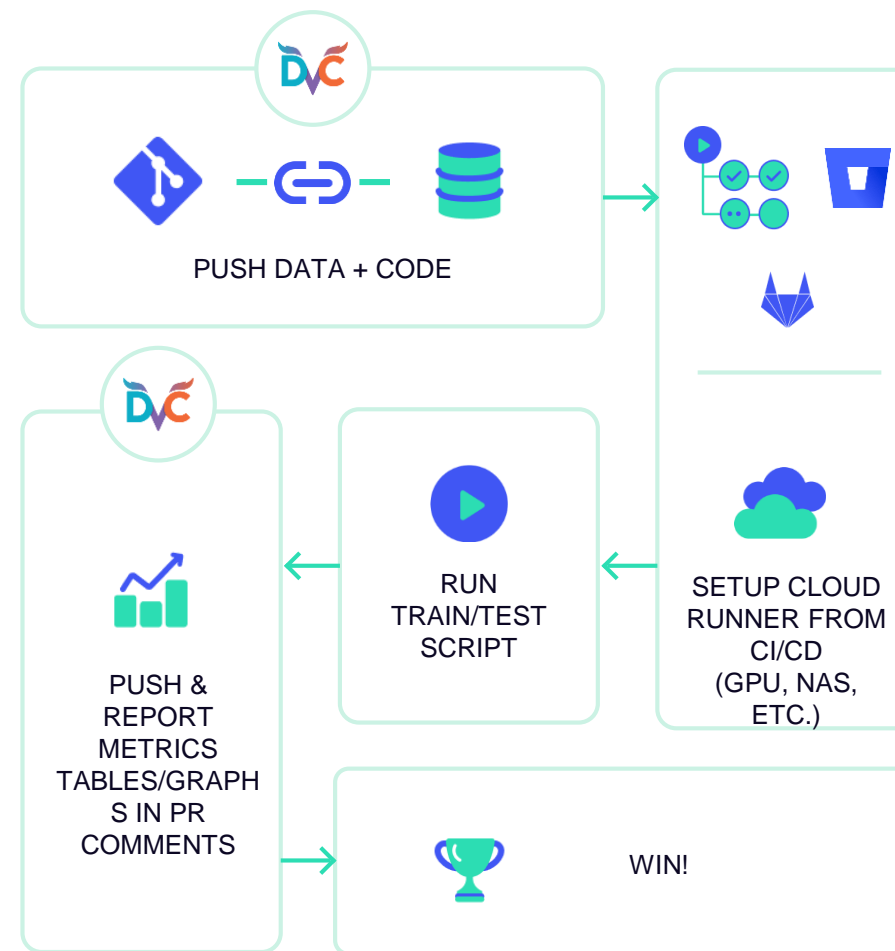 DVC
PUSH DATA + CODE
SETUP CLOUD
RUNNER FROM
CI/CD
(GPU, NAS,
ETC.)
RUN
TRAIN/TEST
SCRIPT
DVC
PUSH &
REPORT
METRICS
TABLES/GRAPH
S IN PR
COMMENTS
WIN!